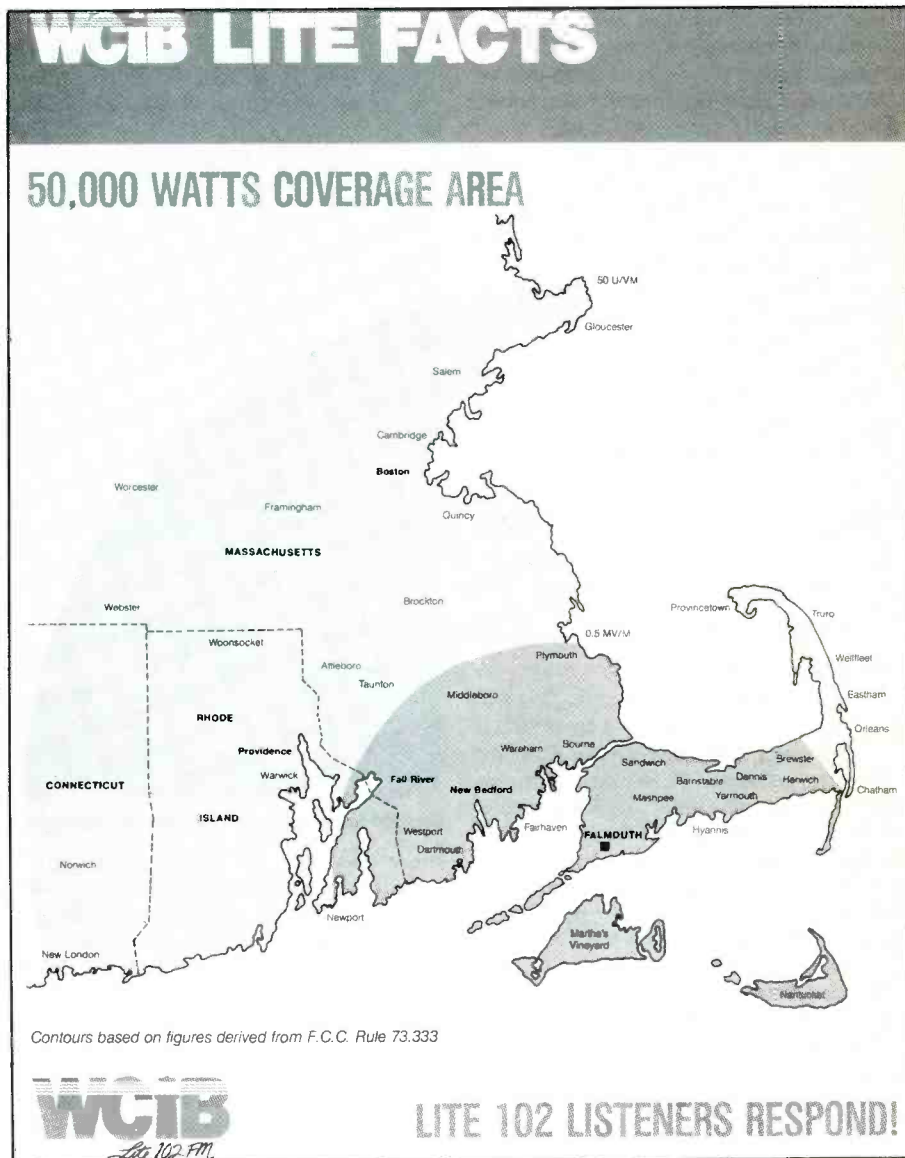 WCIB LITE FACTS
50,000 WATTS COVERAGE AREA
50 U/VM
Gloucester
Salem
Cambridge
Boston
Worcester
Framingham
Quincy
MASSACHUSETTS
Brockton
Provincetown
Truro
Webster
0.5 MV/M
Woonsocket
Plymouth
Wellfleet
Attleboro
Taunton
Middleboro
Eastham
RHODE
Orleans
Providence
Wareham
Bourne
Sandwich
Brewster
Warwick
Fall River
Barnstable
Dennis
Harwich
CONNECTICUT
New Bedford
Mashpee
Yarmouth
Chatham
ISLAND
Westport
Fairhaven
FALMOUTH
Hyannis
Dartmouth
Norwich
Newport
Martha's
Vineyard
New London
Nantucket
Contours based on figures derived from F.C.C. Rule 73.333
WCIB
Lite 102 FM
LITE 102 LISTENERS RESPOND!